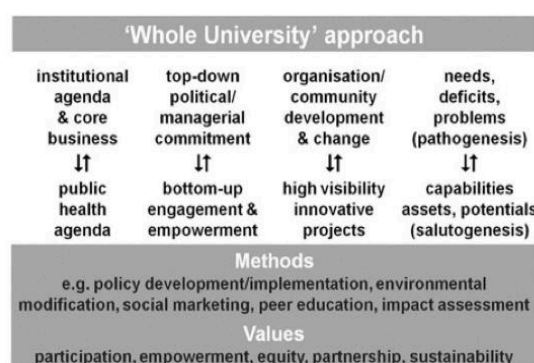 'Whole University' approach
institutional agenda & core business
top-down political/ managerial commitment
organisation/ community development & change
needs, deficits, problems (pathogenesis)
↓↑ ↓↑ ↓↑ ↓↑
public health agenda
bottom-up engagement & empowerment
high visibility innovative projects
capabilities assets, potentials (salutogenesis)
Methods
e.g. policy development/implementation, environmental
modification, social marketing, peer education, impact assessment
Values
participation, empowerment, equity, partnership, sustainability